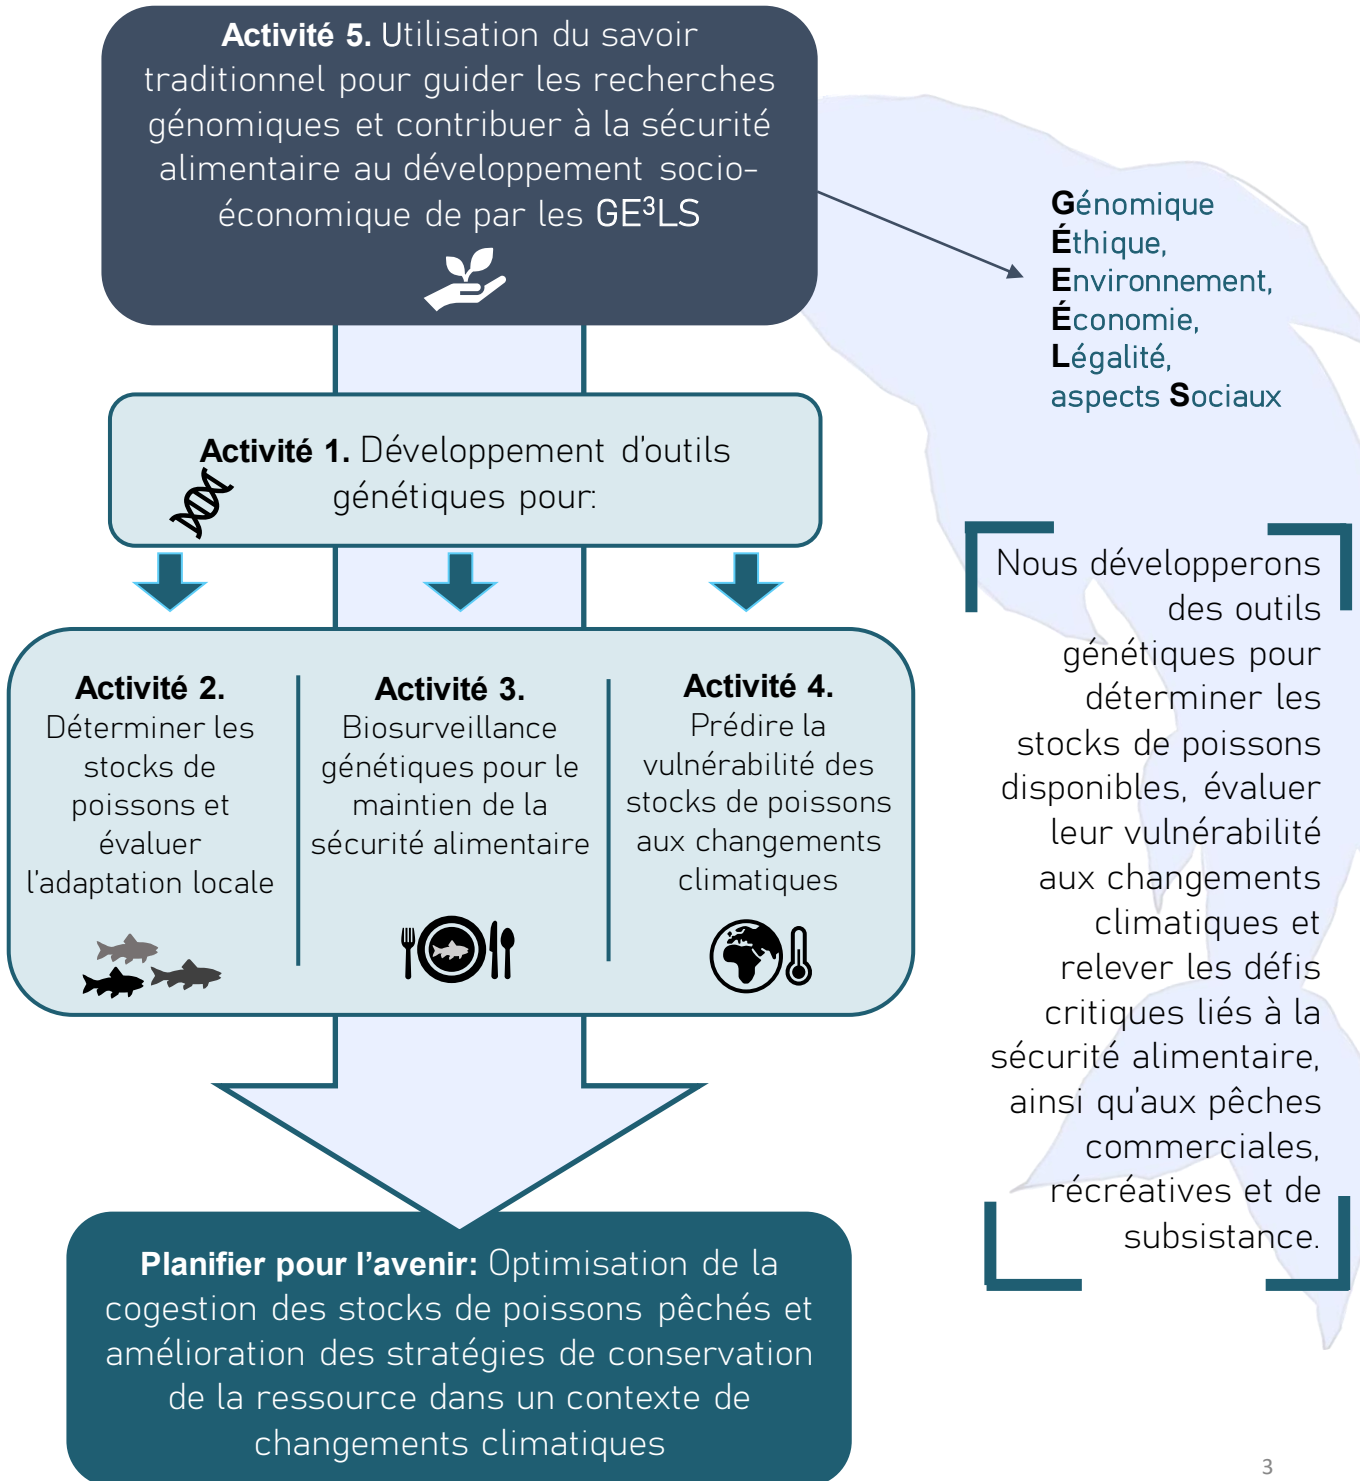 Activité 5. Utilisation du savoir
traditionnel pour guider les recherches
génomiques et contribuer à la sécurité
alimentaire au développement socio-
économique de par les GE³LS
Génomique
Éthique,
Environnement,
Économie,
Légalité,
aspects Sociaux
Activité 1. Développement d'outils
génétiques pour:
Activité 2.
Déterminer les
stocks de
poissons et
évaluer
l'adaptation locale
Activité 3.
Biosurveillance
génétiques pour le
maintien de la
sécurité alimentaire
Activité 4.
Prédire la
vulnérabilité des
stocks de poissons
aux changements
climatiques
Nous développerons
des outils
génétiques pour
déterminer les
stocks de poissons
disponibles, évaluer
leur vulnérabilité
aux changements
climatiques et
relever les défis
critiques liés à la
sécurité alimentaire,
ainsi qu'aux pêches
commerciales,
récréatives et de
subsistance.
Planifier pour l'avenir: Optimisation de la
cogestion des stocks de poissons pêchés et
amélioration des stratégies de conservation
de la ressource dans un contexte de
changements climatiques
3